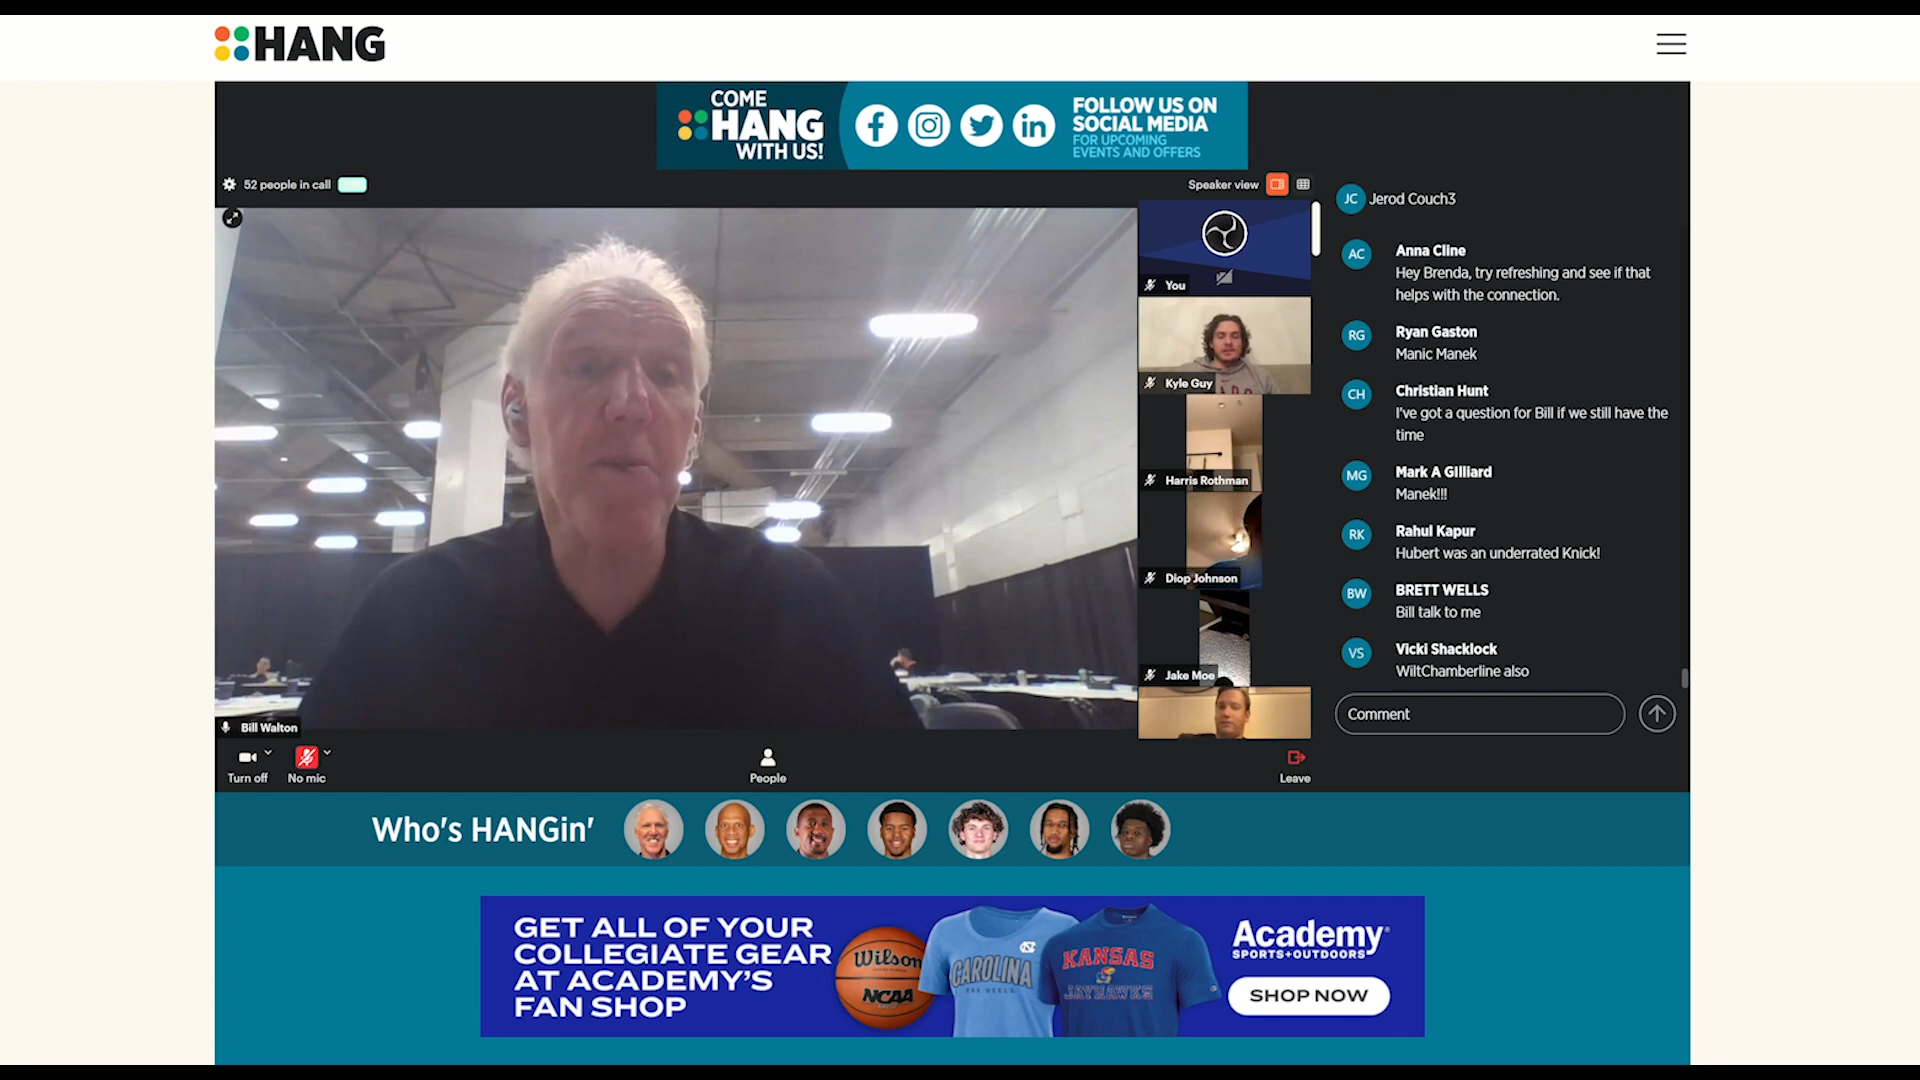 HANG
COME
HANG
WITH US!
FOLLOW US ON
SOCIAL MEDIA
FOR UPCOMING
EVENTS AND OFFERS
52 people in call
Speaker view
You
Kyle Guy
Harris Rothman
Diop Johnson
Jake Moe
Bill Walton
Turn off
No mic
People
Leave
JC Jerod Couch3
AC Anna Cline
Hey Brenda, try refreshing and see if that
helps with the connection.
RG Ryan Gaston
Manic Manek
CH Christian Hunt
I've got a question for Bill if we still have the
time
MG Mark A GIlliard
Manek!!!
RK Rahul Kapur
Hubert was an underrated Knick!
BW BRETT WELLS
Bill talk to me
VS Vicki Shacklock
WiltChamberline also
Comment
Who's HANGin'
GET ALL OF YOUR
COLLEGIATE GEAR
AT ACADEMY'S
FAN SHOP
Wilson
NCAA
NC
CAROLINA
TAR HEELS
KANSAS
JAYHAWKS
Academy
SPORTS+OUTDOORS
SHOP NOW